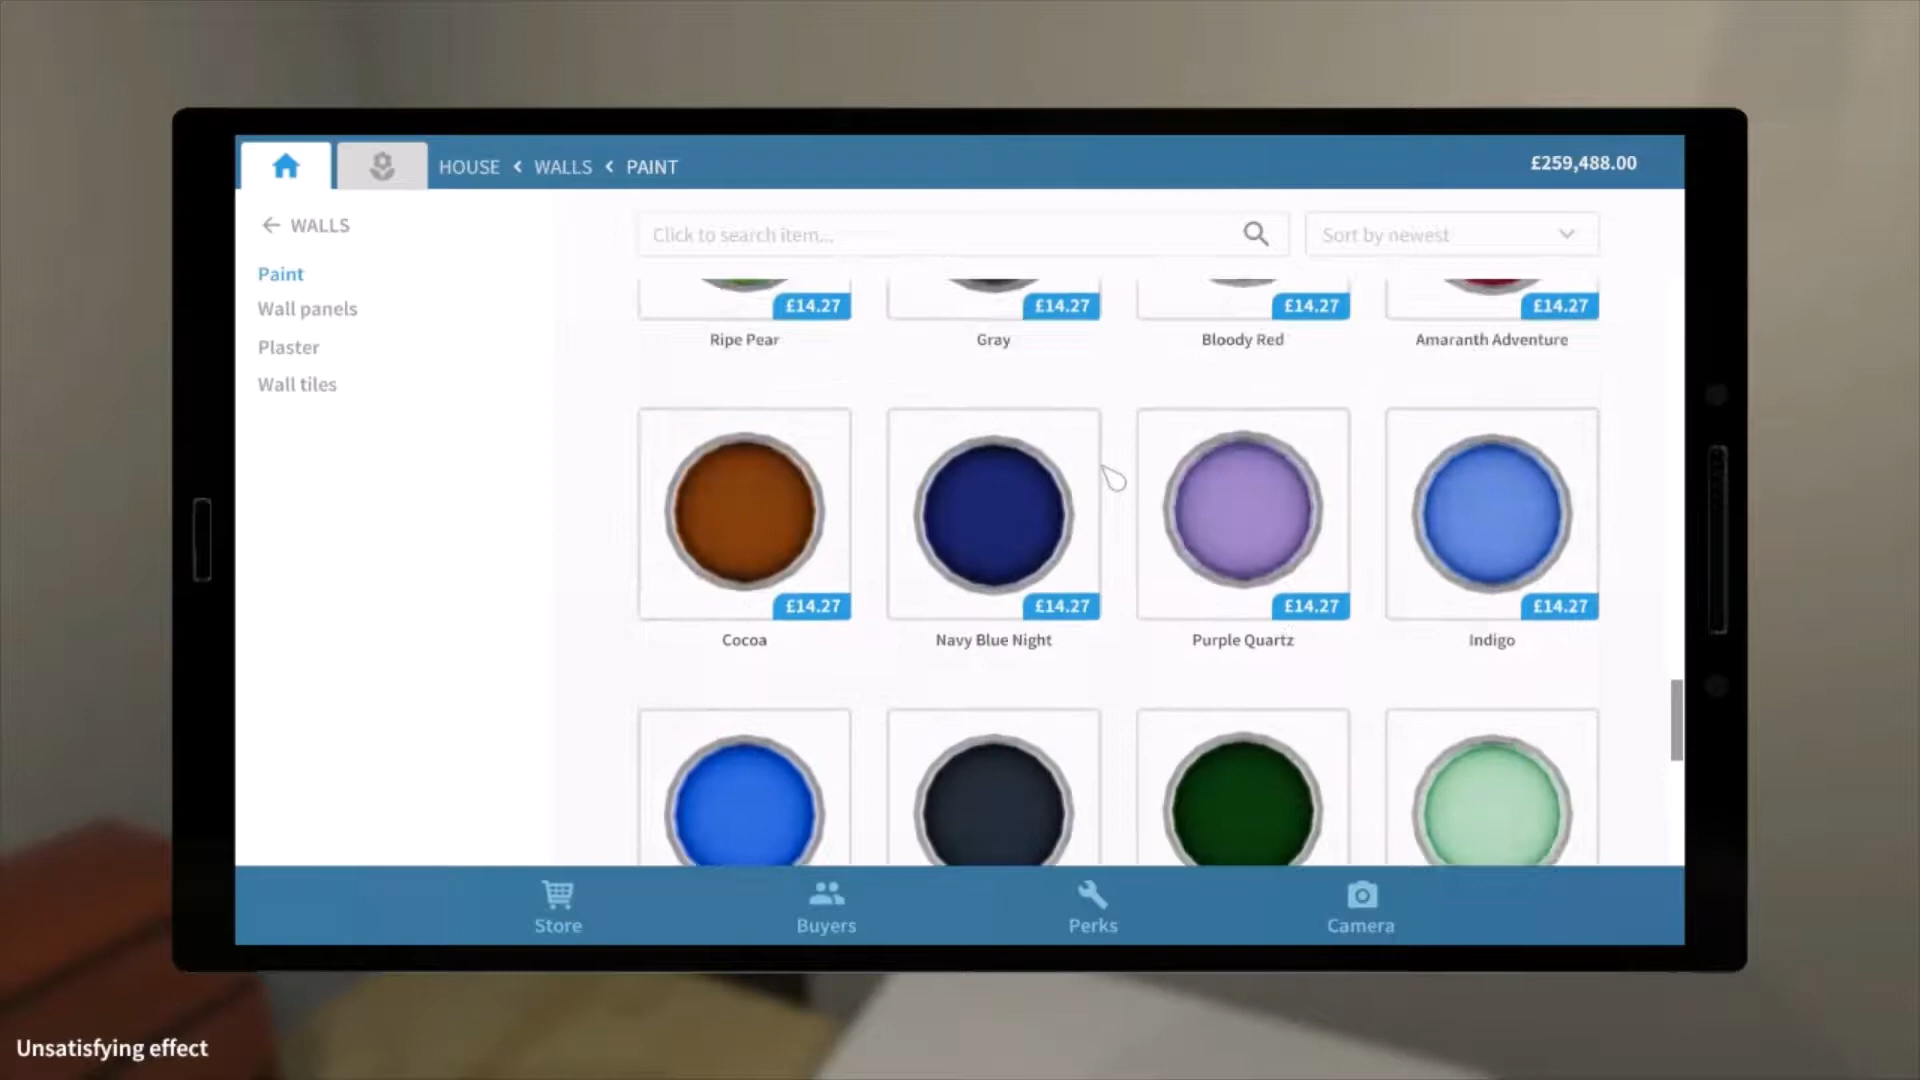 HOUSE < WALLS < PAINT
£259,488.00
WALLS
Click to search item...
Sort by newest
Paint
Wall panels
Plaster
Wall tiles
£14.27 £14.27 £14.27 £14.27
Ripe Pear Gray Bloody Red Amaranth Adventure
£14.27 £14.27 £14.27 £14.27
Cocoa Navy Blue Night Purple Quartz Indigo
Store Buyers Perks Camera
Unsatisfying effect